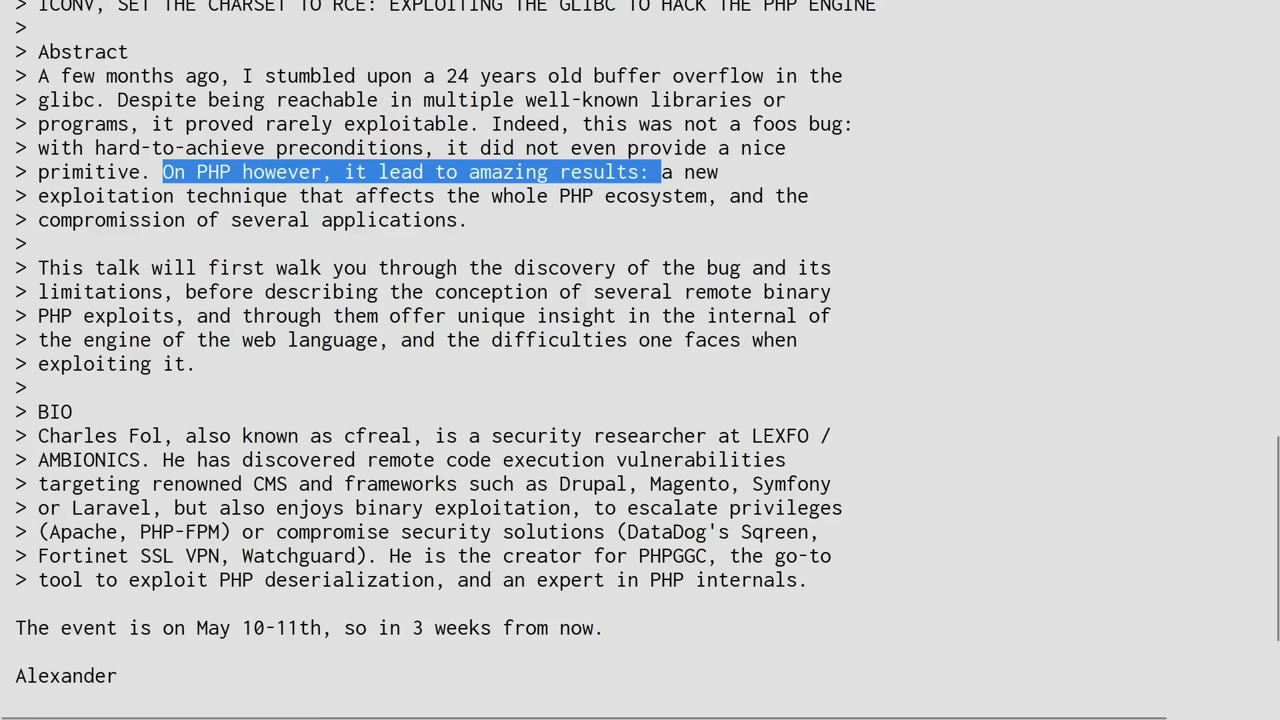 > ICONV, SET THE CHARSET TO RCE: EXPLOITING THE GLIBC TO HACK THE PHP ENGINE
>
> Abstract
> A few months ago, I stumbled upon a 24 years old buffer overflow in the
> glibc. Despite being reachable in multiple well-known libraries or
> programs, it proved rarely exploitable. Indeed, this was not a foos bug:
> with hard-to-achieve preconditions, it did not even provide a nice
> primitive. On PHP however, it lead to amazing results: a new
> exploitation technique that affects the whole PHP ecosystem, and the
> compromission of several applications.
>
> This talk will first walk you through the discovery of the bug and its
> limitations, before describing the conception of several remote binary
> PHP exploits, and through them offer unique insight in the internal of
> the engine of the web language, and the difficulties one faces when
> exploiting it.
>
> BIO
> Charles Fol, also known as cfreal, is a security researcher at LEXFO /
> AMBIONICS. He has discovered remote code execution vulnerabilities
> targeting renowned CMS and frameworks such as Drupal, Magento, Symfony
> or Laravel, but also enjoys binary exploitation, to escalate privileges
> (Apache, PHP-FPM) or compromise security solutions (DataDog's Sqreen,
> Fortinet SSL VPN, Watchguard). He is the creator for PHPGGC, the go-to
> tool to exploit PHP deserialization, and an expert in PHP internals.
The event is on May 10-11th, so in 3 weeks from now.
Alexander